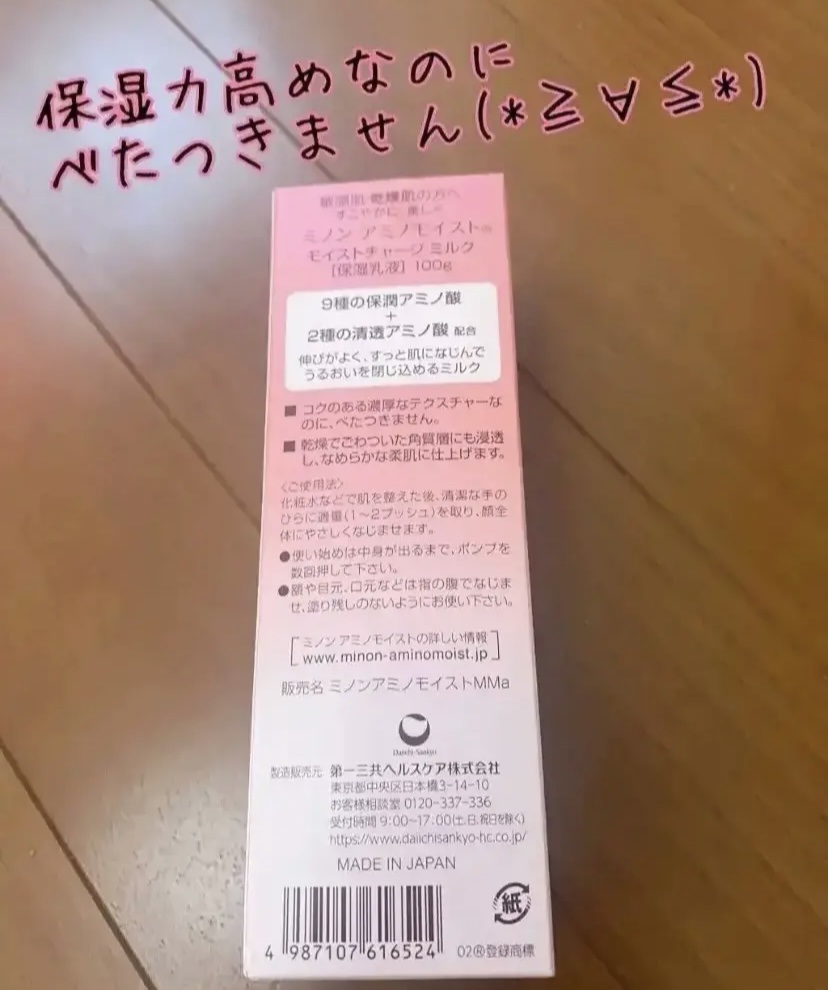 保湿力高めなのに
べたつきません(*≧∀≦*)
敏感肌・乾燥肌の方へ
すこやかに、美しく
ミノン アミノモイスト®
モイストチャージ ミルク
[保湿乳液] 100g
9種の保潤アミノ酸
+
2種の清透アミノ酸 配合
伸びがよく、すっと肌になじんで
うるおいを閉じ込めるミルク
■ コクのある濃厚なテクスチャーな
のに、べたつきません。
■ 乾燥でごわついた角質層にも浸透
し、なめらかな柔肌に仕上げます。
〈ご使用法〉
化粧水などで肌を整えた後、清潔な手の
ひらに適量(1～2プッシュ)を取り、顔全
体にやさしくなじませます。
●使い始めは中身が出るまで、ポンプを
数回押して下さい。
●額や目元、口元などは指の腹でなじま
せ、塗り残しのないようにお使い下さい。
ミノン アミノモイストの詳しい情報
www.minon-aminomoist.jp
販売名 ミノンアミノモイストMMa
Daiichi-Sankyo
製造販売元 第一三共ヘルスケア株式会社
東京都中央区日本橋3-14-10
お客様相談室 0120-337-336
受付時間 9:00~17:00(土、日、祝日を除く)
https://www.daiichisankyo-hc.co.jp/
MADE IN JAPAN
紙
4 987107 616524
02®登録商標